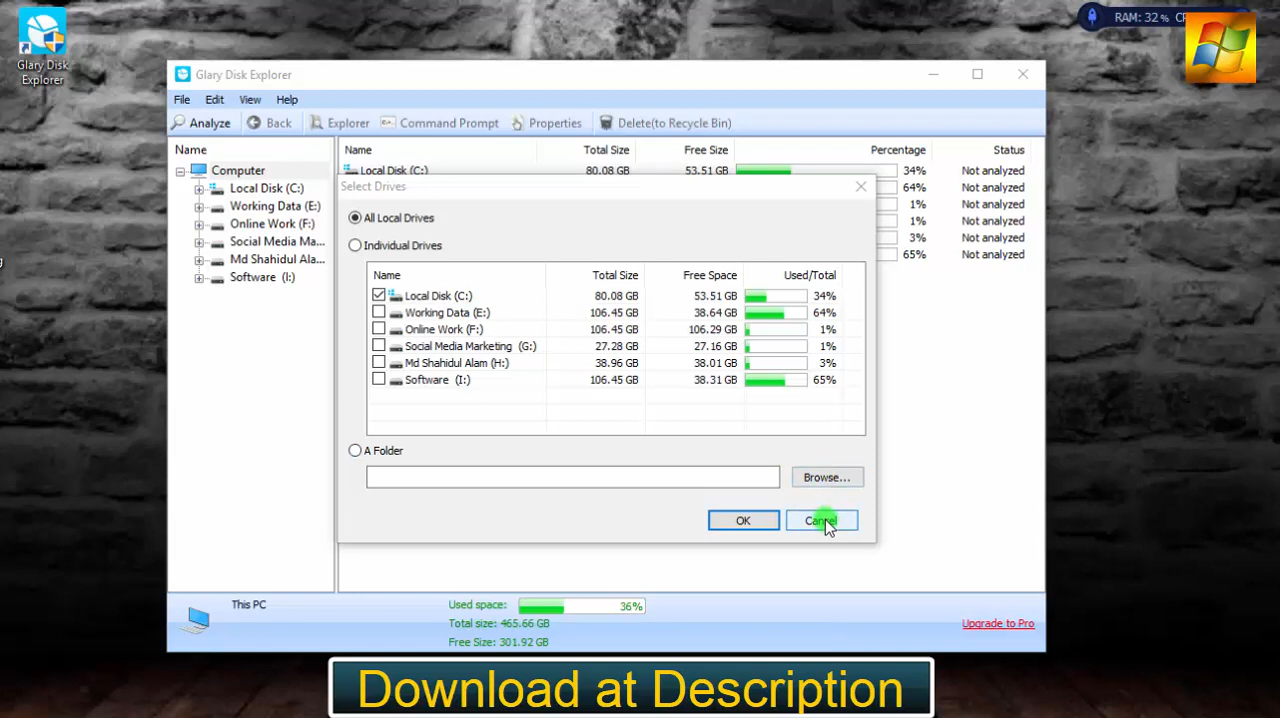 RAM: 32%
Glary Disk
Explorer
Glary Disk Explorer
File Edit View Help
Analyze Back Explorer Command Prompt Properties Delete(to Recycle Bin)
Name
Computer
Local Disk (C:)
Working Data (E:)
Online Work (F:)
Social Media Ma...
Md Shahidul Ala...
Software (I:)
Name Total Size Free Size Percentage Status
Local Disk (C:) 80.08 GB 53.51 GB 34% Not analyzed
64% Not analyzed
1% Not analyzed
1% Not analyzed
3% Not analyzed
65% Not analyzed
Select Drives
All Local Drives
Individual Drives
Name Total Size Free Space Used/Total
Local Disk (C:) 80.08 GB 53.51 GB 34%
Working Data (E:) 106.45 GB 38.64 GB 64%
Online Work (F:) 106.45 GB 106.29 GB 1%
Social Media Marketing (G:) 27.28 GB 27.16 GB 1%
Md Shahidul Alam (H:) 38.96 GB 38.01 GB 3%
Software (I:) 106.45 GB 38.31 GB 65%
A Folder
Browse...
OK Cancel
This PC
Used space: 36%
Total size: 465.66 GB
Free Size: 301.92 GB
Upgrade to Pro
Download at Description